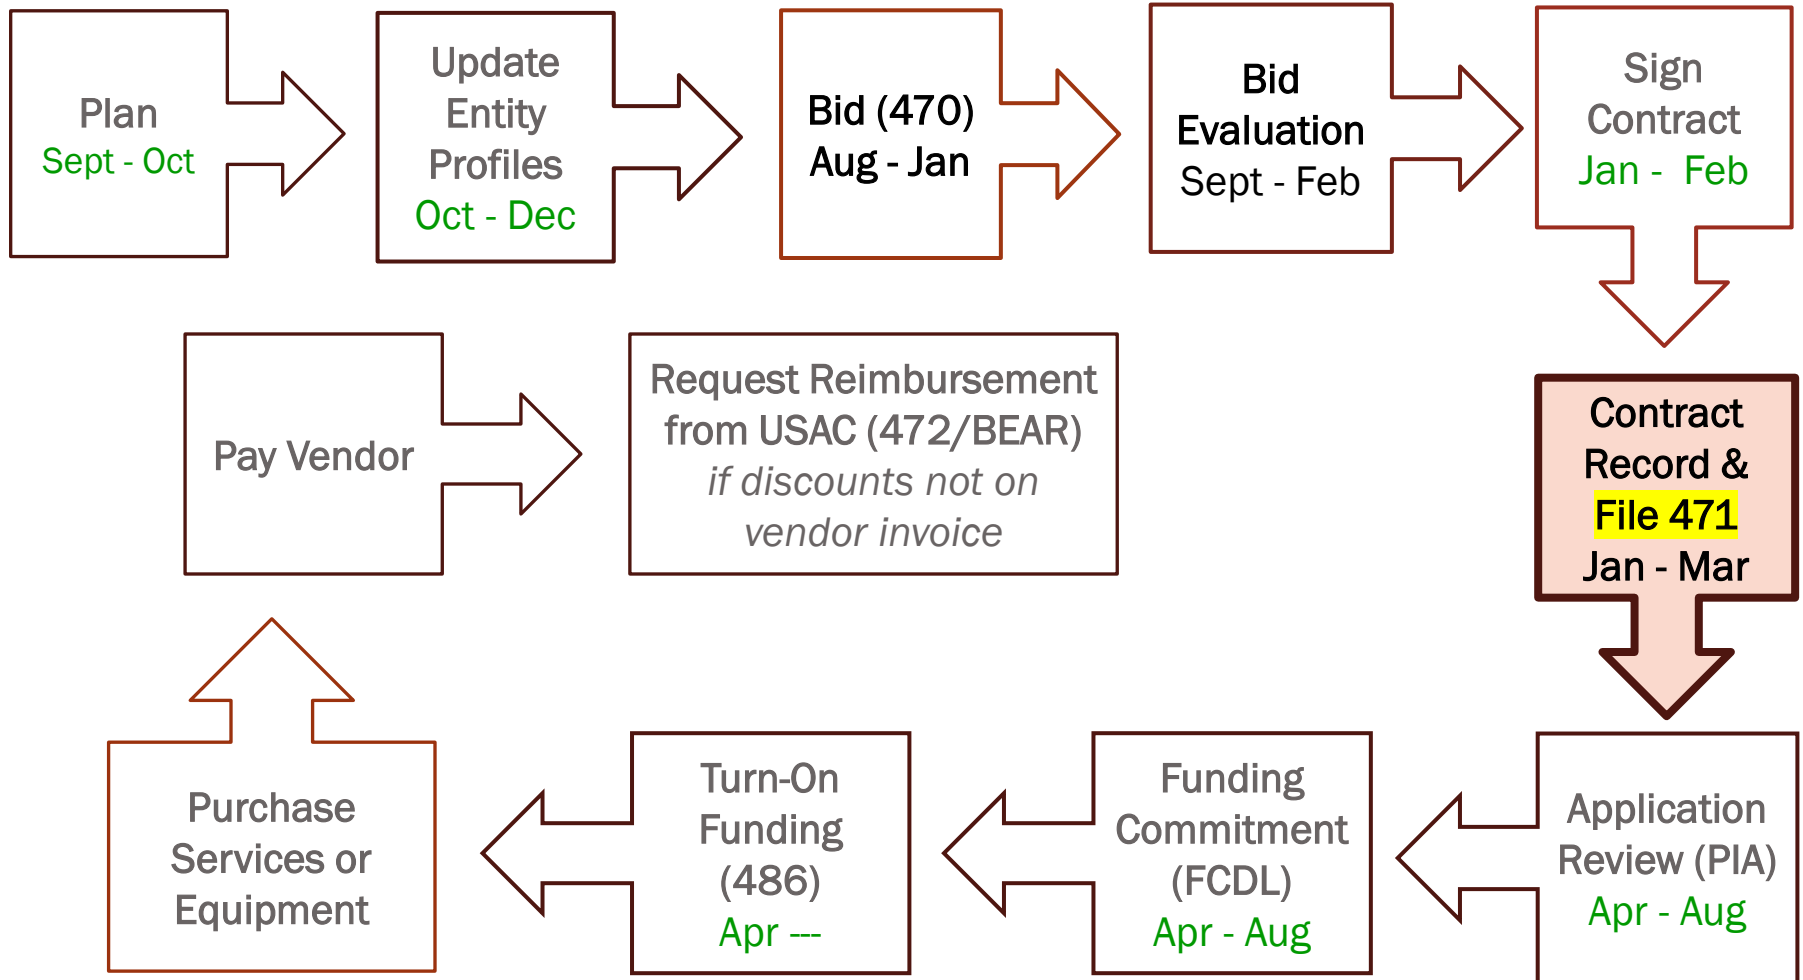 Plan
Sept - Oct
Update
Entity
Profiles
Oct - Dec
Bid (470)
Aug - Jan
Bid
Evaluation
Sept - Feb
Sign
Contract
Jan -  Feb
Contract
Record &
File 471
Jan - Mar
Application
Review (PIA)
Apr - Aug
Funding
Commitment
(FCDL)
Apr - Aug
Turn-On
Funding
(486)
Apr ---
Purchase
Services or
Equipment
Pay Vendor
Request Reimbursement
from USAC (472/BEAR)
if discounts not on
vendor invoice